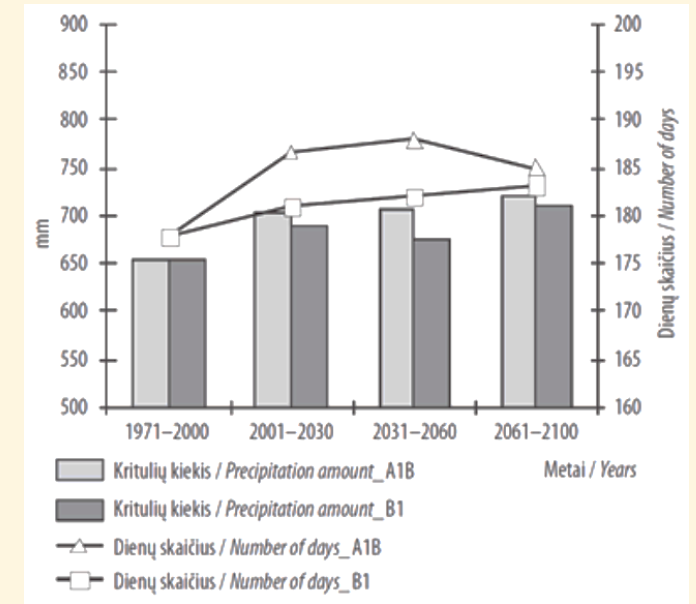 900
850
800
750
700
650
600
550
500
mm
200
195
190
185
180
175
170
165
160
Dienų skaičius / Number of days
1971–2000 2001–2030 2031–2060 2061–2100
Metai / Years
Kritulių kiekis / Precipitation amount_A1B
Kritulių kiekis / Precipitation amount_B1
Dienų skaičius / Number of days_A1B
Dienų skaičius / Number of days_B1